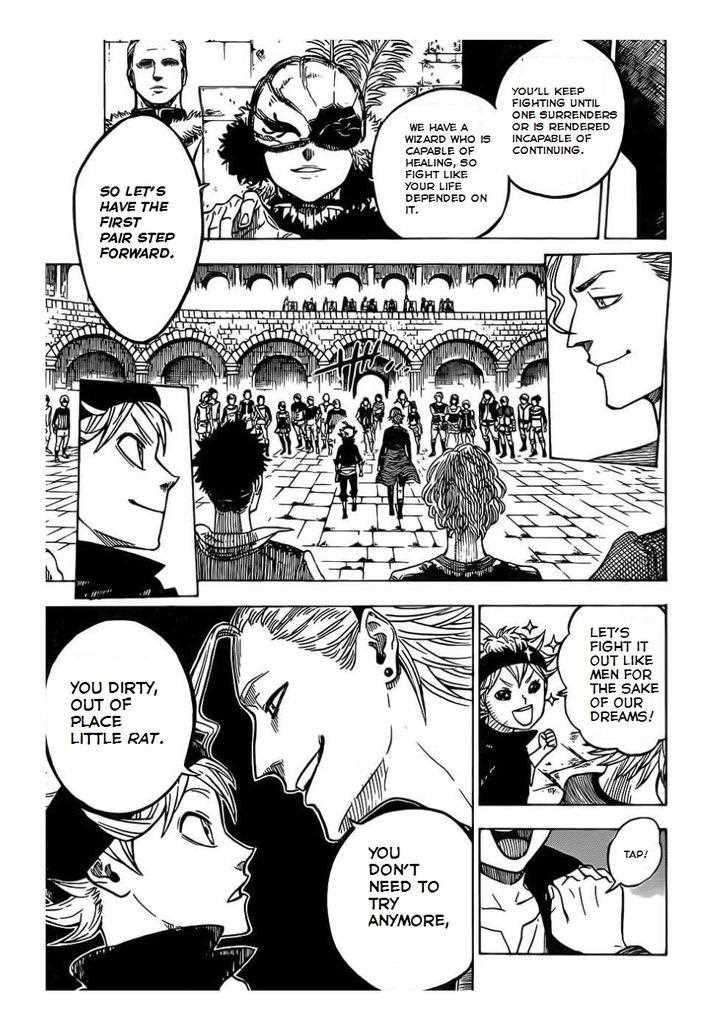 YOU'LL KEEP
FIGHTING UNTIL
ONE SURRENDERS
OR IS RENDERED
INCAPABLE OF
CONTINUING.
WE HAVE A
WIZARD WHO IS
CAPABLE OF
HEALING, SO
FIGHT LIKE
YOUR LIFE
DEPENDED ON
IT.
SO LET'S
HAVE THE
FIRST
PAIR STEP
FORWARD.
LET'S
FIGHT IT
OUT LIKE
MEN FOR
THE SAKE
OF OUR
DREAMS!
TAP!
YOU
DON'T
NEED TO
TRY
ANYMORE,
YOU DIRTY,
OUT OF
PLACE
LITTLE RAT.